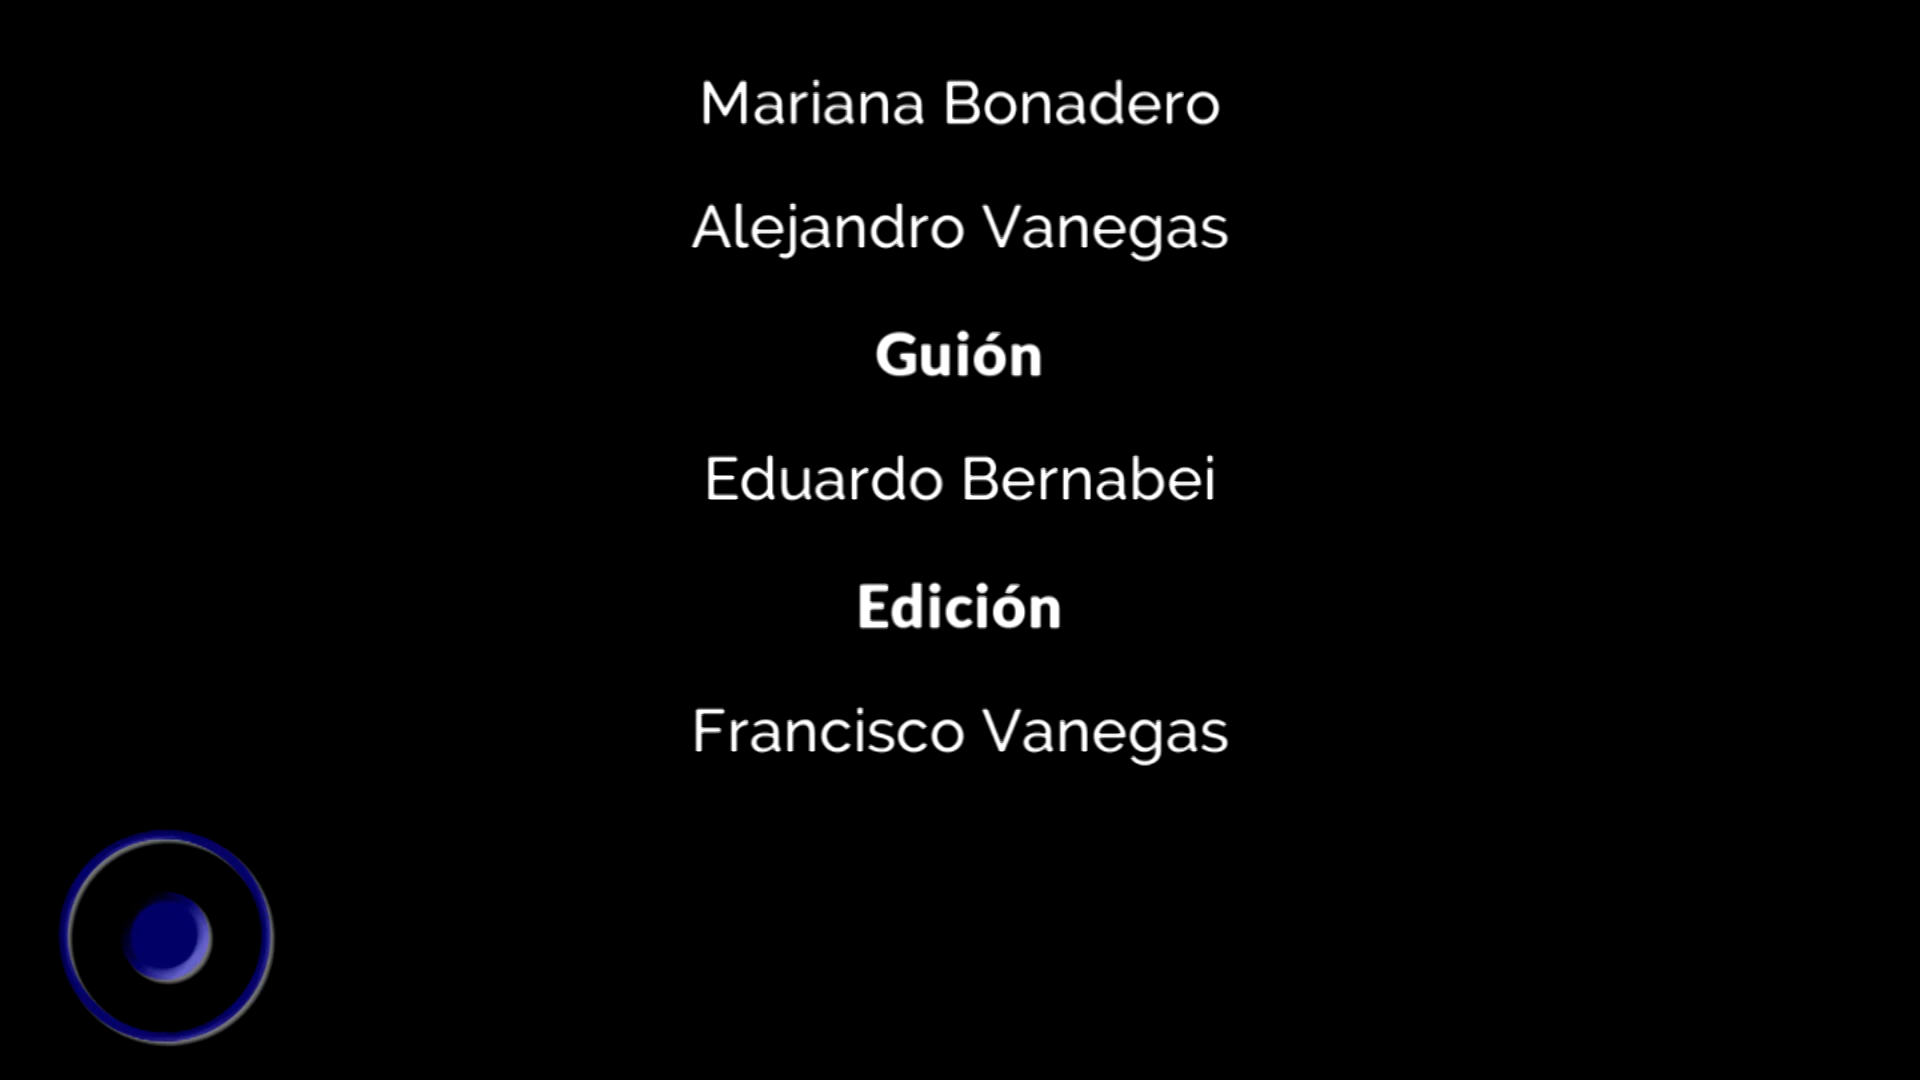 Mariana Bonadero
Alejandro Vanegas
Guión
Eduardo Bernabei
Edición
Francisco Vanegas